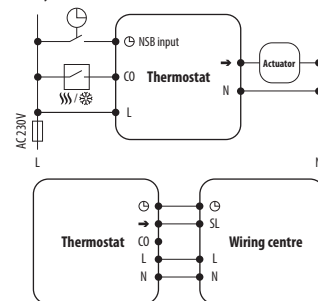 NSB input
CO
Thermostat
L
➔
N
Actuator
AC 230V
L
N
Thermostat
➔
CO
L
N
SL
L
N
Wiring centre